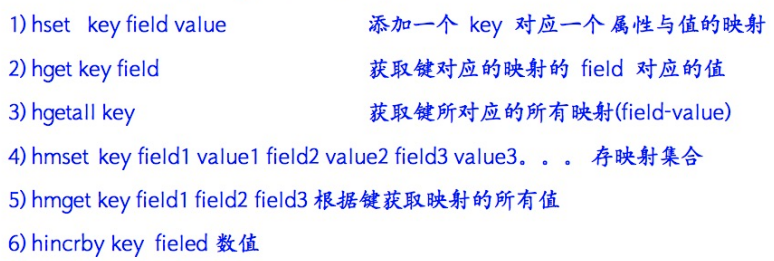 1) hset key field value 添加一个 key 对应一个属性与值的映射
2) hget key field 获取键对应的映射的 field 对应的值
3) hgetall key 获取键所对应的所有映射(field-value)
4) hmset key field1 value1 field2 value2 field3 value3。。。 存映射集合
5) hmget key field1 field2 field3 根据键获取映射的所有值
6) hincrby key fieled 数值